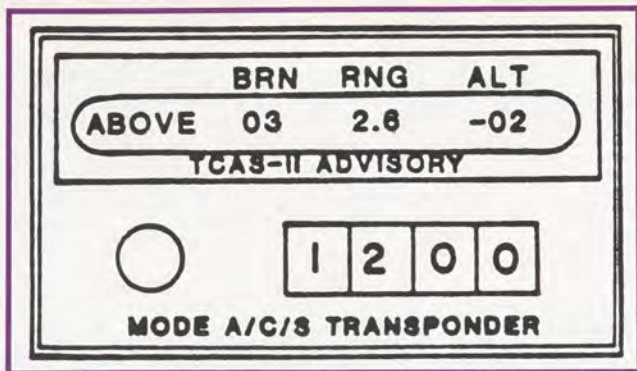 BRN RNG ALT
ABOVE 03 2.6 -02
TCAS-II ADVISORY
1 2 0 0
MODE A/C/S TRANSPONDER